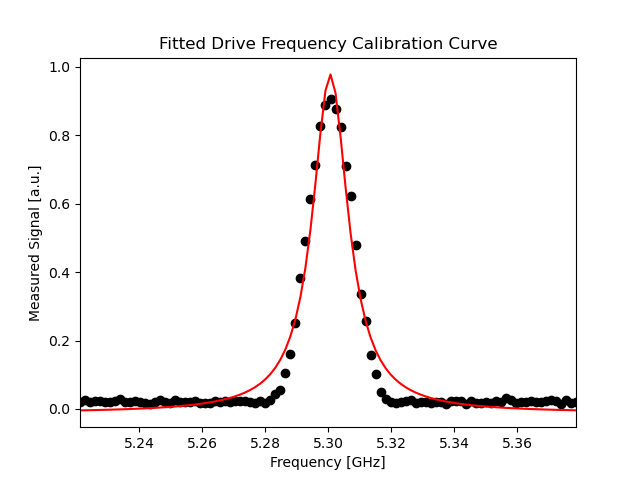 Fitted Drive Frequency Calibration Curve
Measured Signal [a.u.]
1.0
0.8
0.6
0.4
0.2
0.0
5.24 5.26 5.28 5.30 5.32 5.34 5.36
Frequency [GHz]